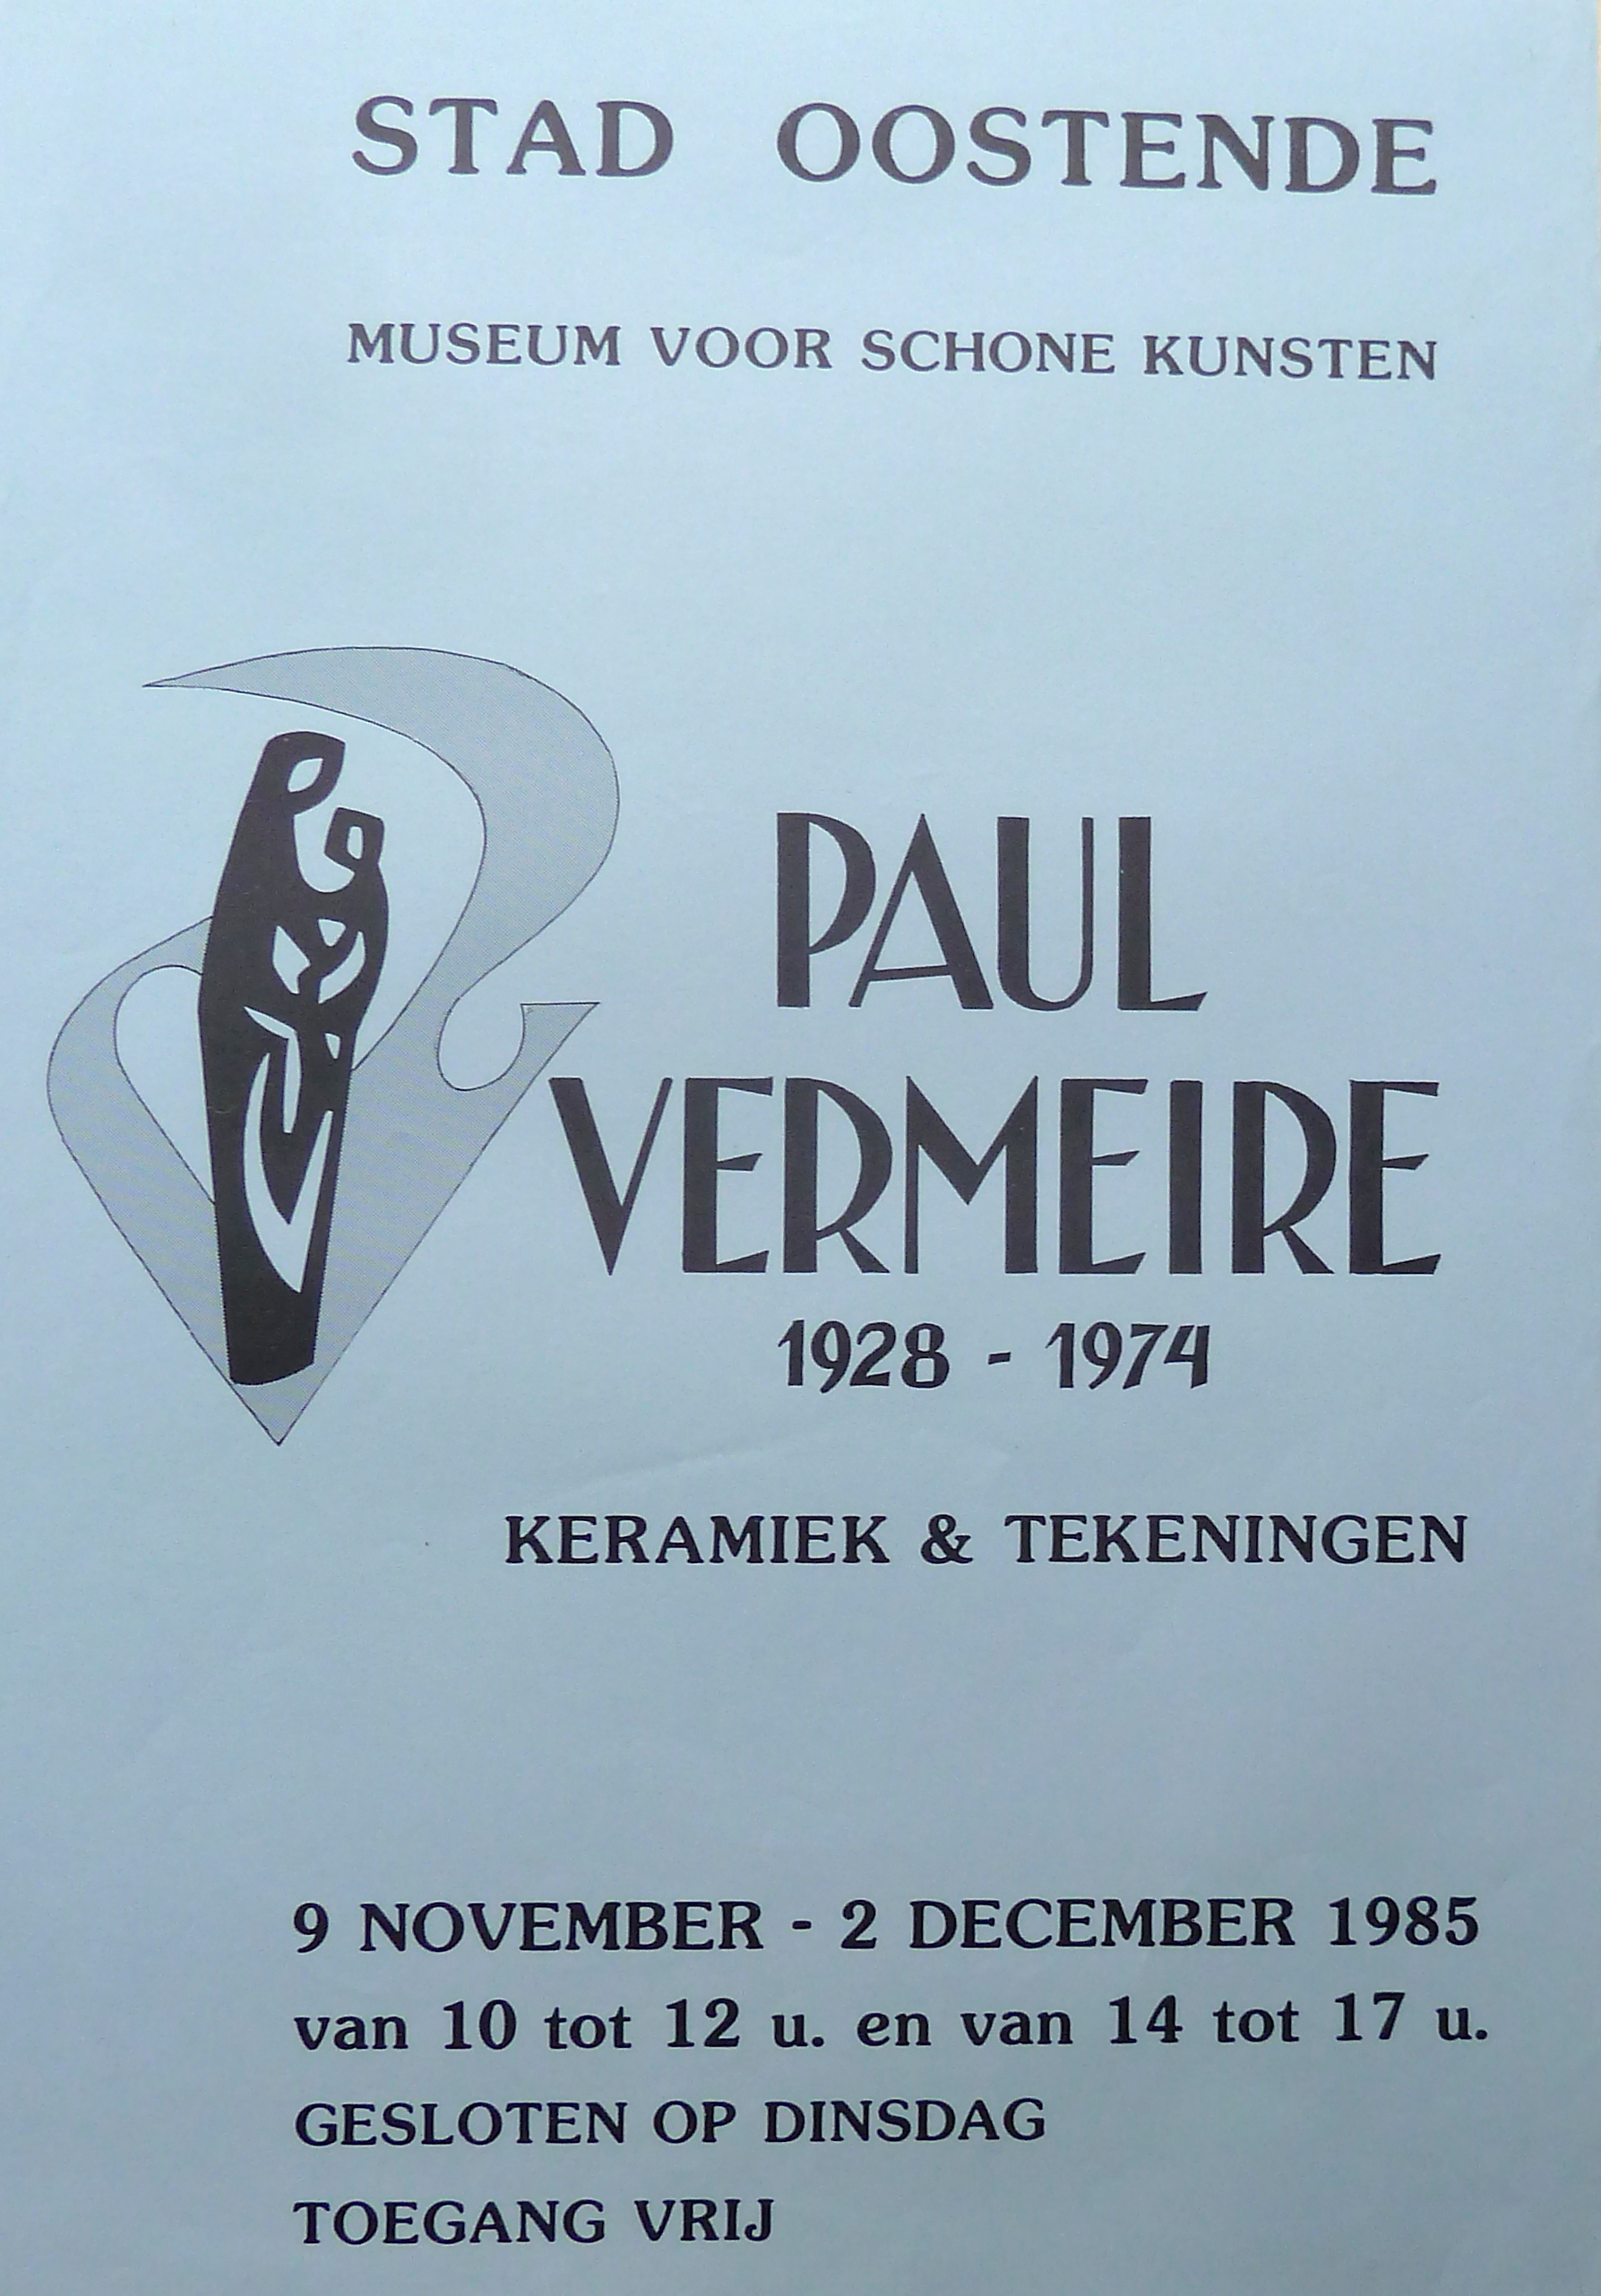 STAD OOSTENDE
MUSEUM VOOR SCHONE KUNSTEN
PAUL
VERMEIRE
1928 - 1974
KERAMIEK & TEKENINGEN
9 NOVEMBER - 2 DECEMBER 1985
van 10 tot 12 u. en van 14 tot 17 u.
GESLOTEN OP DINSDAG
TOEGANG VRIJ